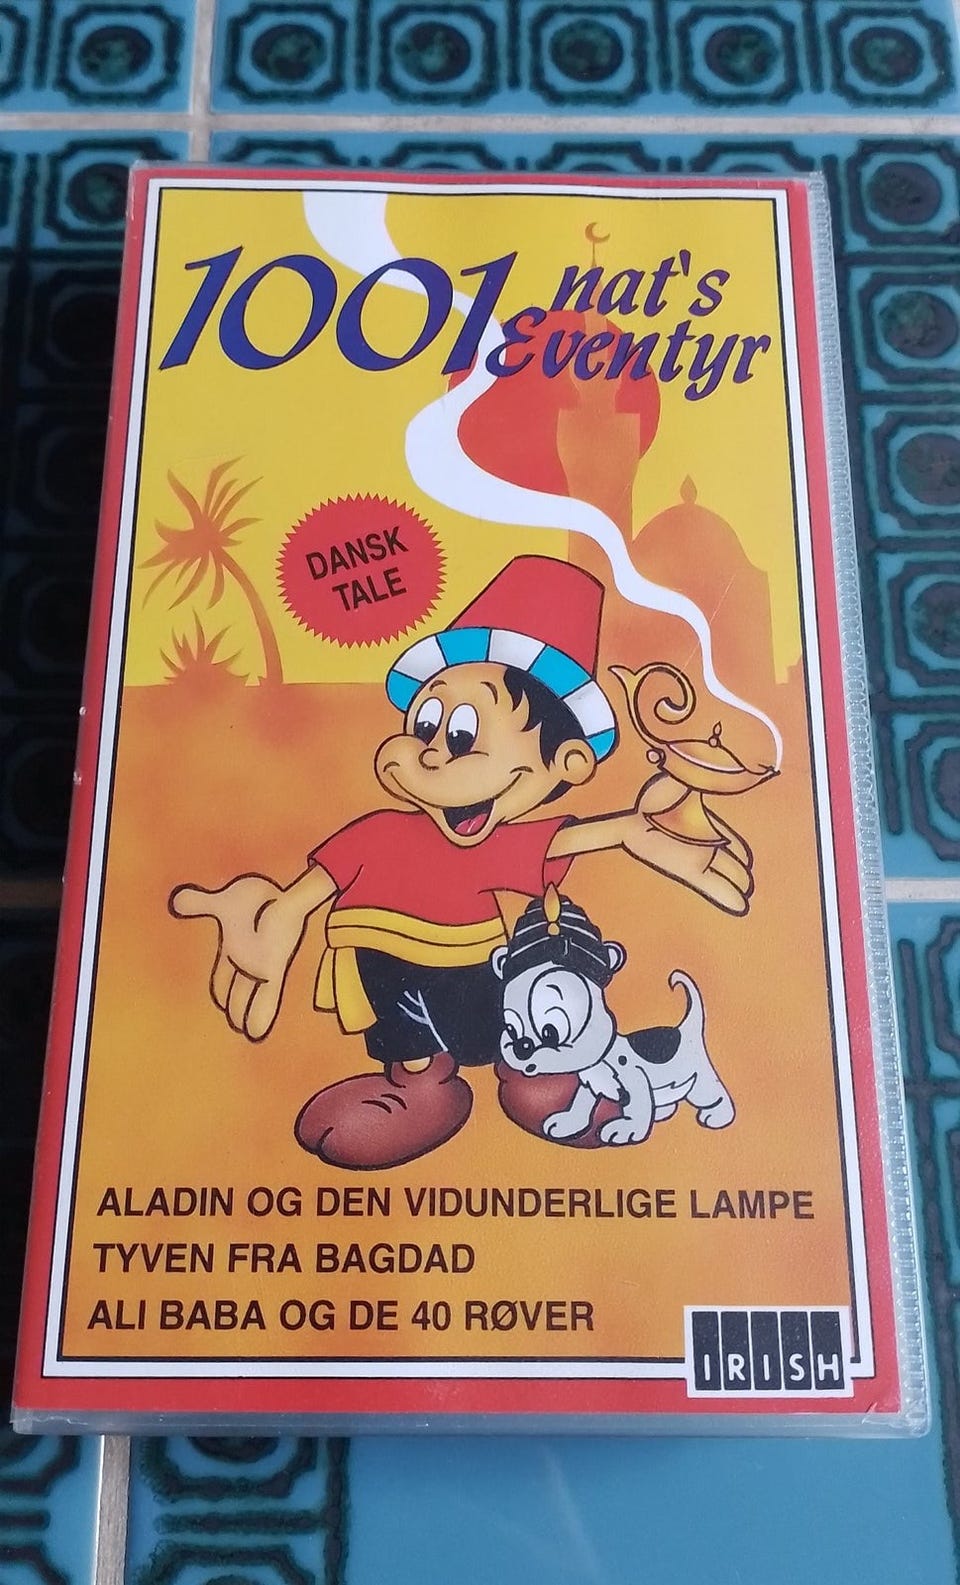 1001 nat's
Eventyr
DANSK
TALE
ALADIN OG DEN VIDUNDERLIGE LAMPE
TYVEN FRA BAGDAD
ALI BABA OG DE 40 RØVER
IRISH